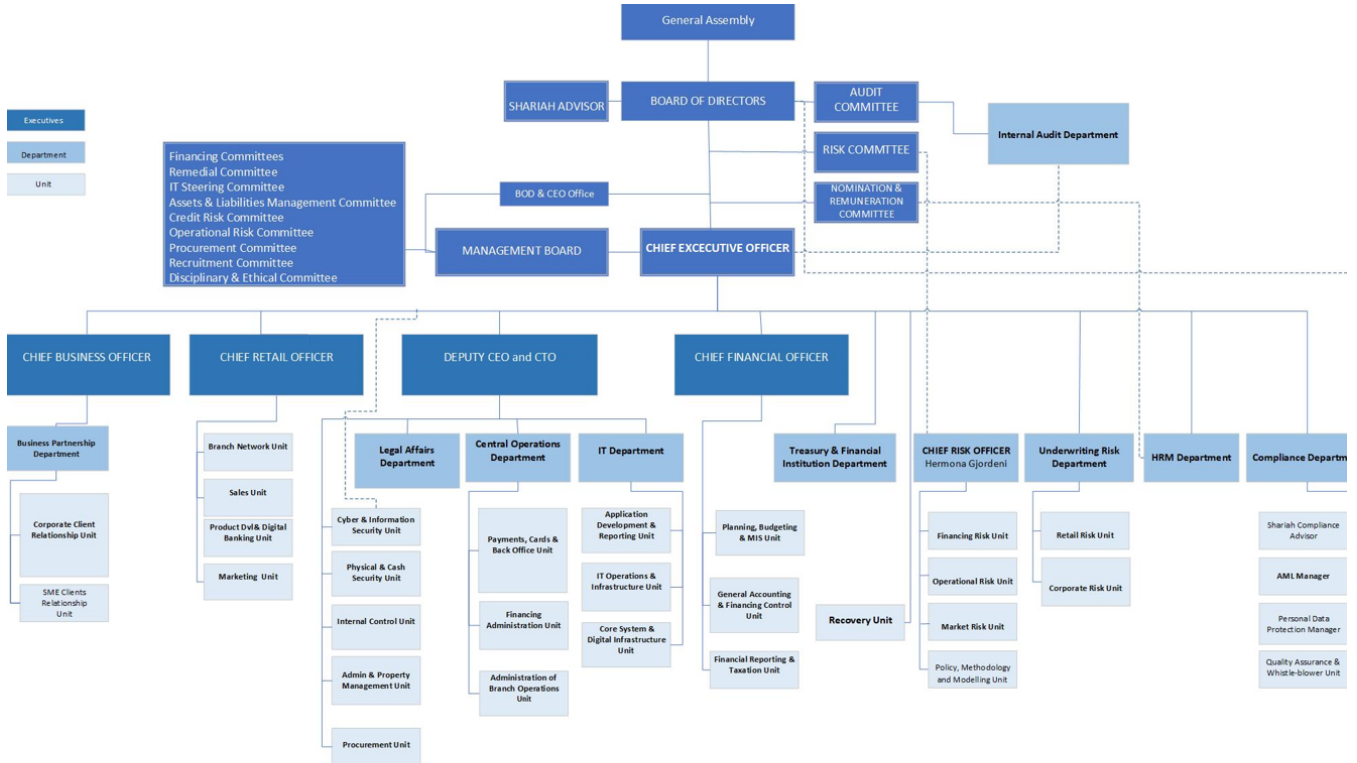 General Assembly
SHARIAH ADVISOR
BOARD OF DIRECTORS
AUDIT
COMMITTEE
Internal Audit Department
Executives
Department
Unit
Financing Committees
Remedial Committee
IT Steering Committee
Assets & Liabilities Management Committee
Credit Risk Committee
Operational Risk Committee
Procurement Committee
Recruitment Committee
Disciplinary & Ethical Committee
RISK COMMTTEE
BOD & CEO Office
NOMINATION &
REMUNERATION
COMMITTEE
MANAGEMENT BOARD
CHIEF EXCECUTIVE OFFICER
CHIEF BUSINESS OFFICER
CHIEF RETAIL OFFICER
DEPUTY CEO and CTO
CHIEF FINANCIAL OFFICER
Business Partnership
Department
Corporate Client
Relationship Unit
SME Clients
Relationship
Unit
Branch Network Unit
Sales Unit
Product Dvl& Digital
Banking Unit
Marketing Unit
Legal Affairs
Department
Central Operations
Department
IT Department
Cyber & Information
Security Unit
Physical & Cash
Security Unit
Internal Control Unit
Admin & Property
Management Unit
Procurement Unit
Payments, Cards &
Back Office Unit
Financing
Administration Unit
Administration of
Branch Operations
Unit
Application
Development &
Reporting Unit
IT Operations &
Infrastructure Unit
Core System &
Digital Infrastructure
Unit
Planning, Budgeting
& MIS Unit
General Accounting
& Financing Control
Unit
Financial Reporting &
Taxation Unit
Treasury & Financial
Institution Department
Recovery Unit
CHIEF RISK OFFICER
Hermona Gjordeni
Financing Risk Unit
Operational Risk Unit
Market Risk Unit
Policy, Methodology
and Modelling Unit
Underwriting Risk
Department
Retail Risk Unit
Corporate Risk Unit
HRM Department
Compliance Departm
Shariah Compliance
Advisor
AML Manager
Personal Data
Protection Manager
Quality Assurance &
Whistle-blower Unit